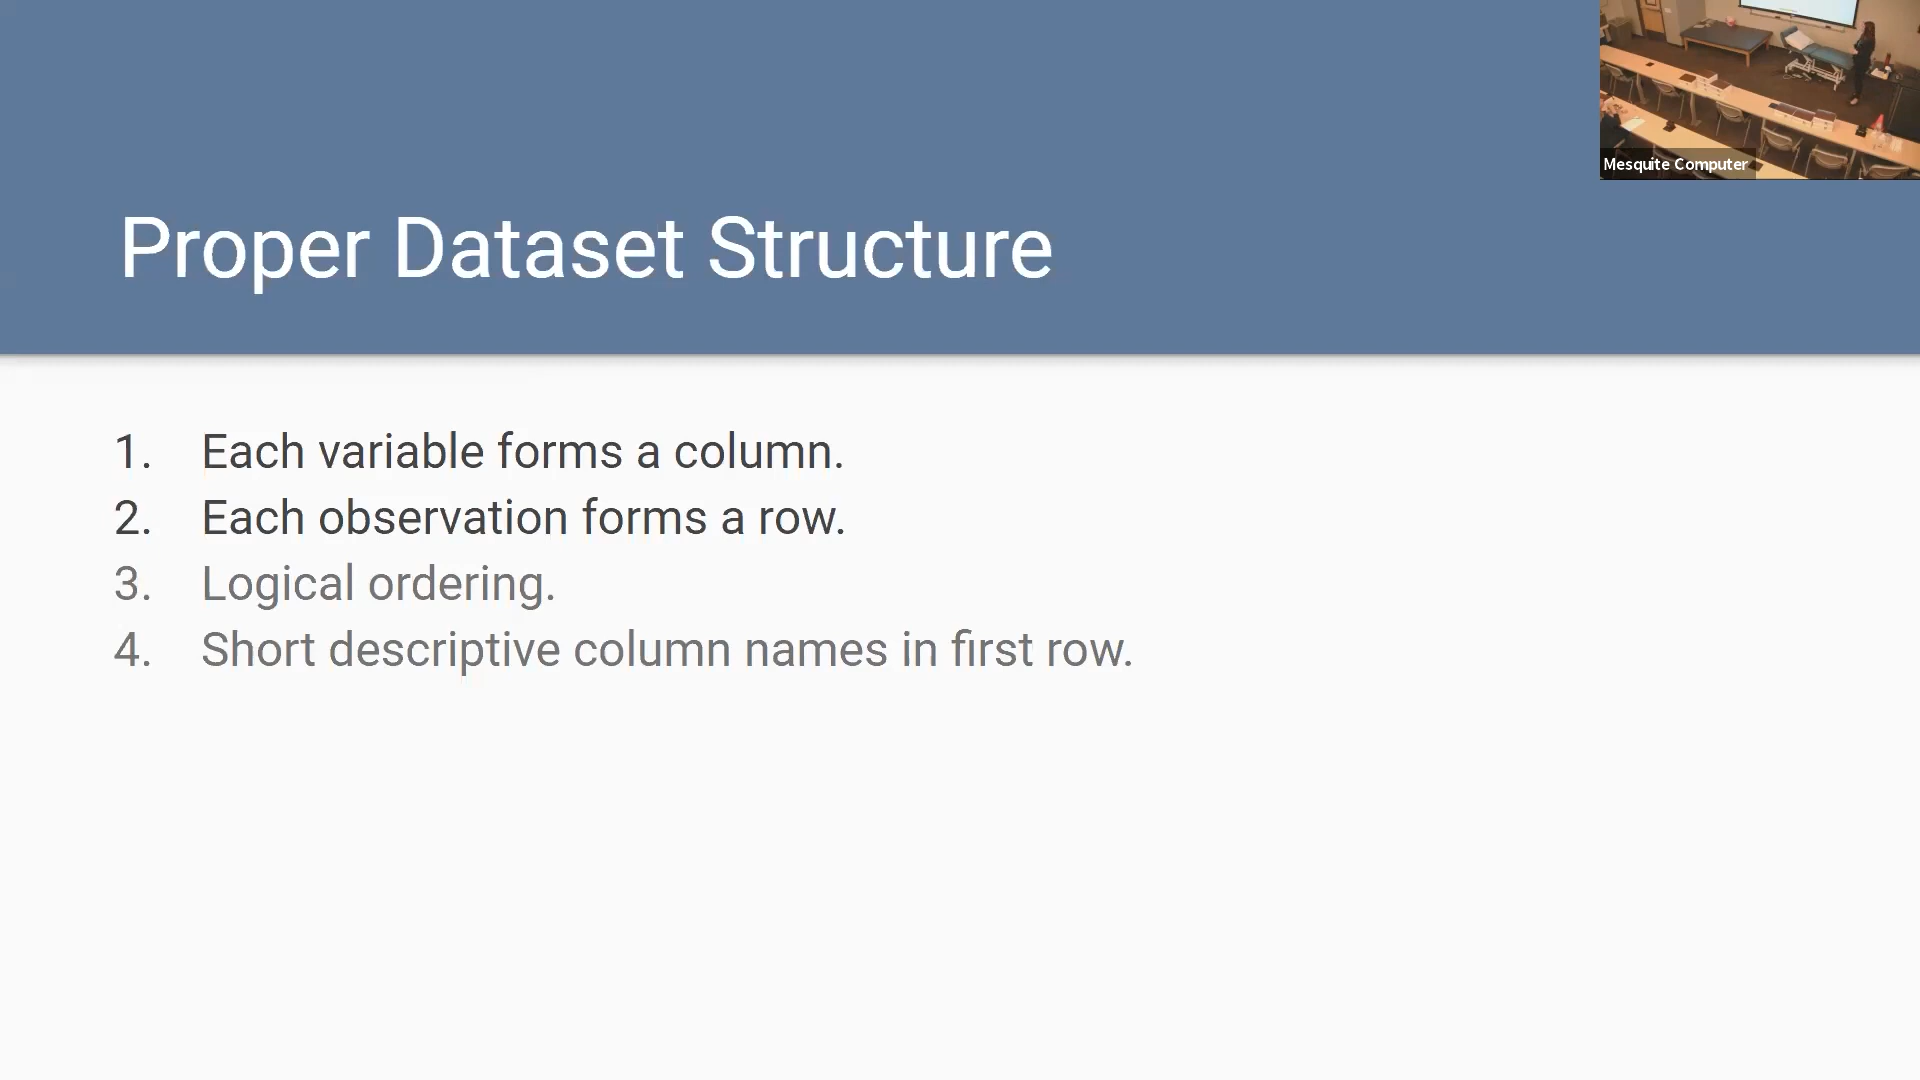 Mesquite Computer
Proper Dataset Structure
1. Each variable forms a column.
2. Each observation forms a row.
3. Logical ordering.
4. Short descriptive column names in first row.